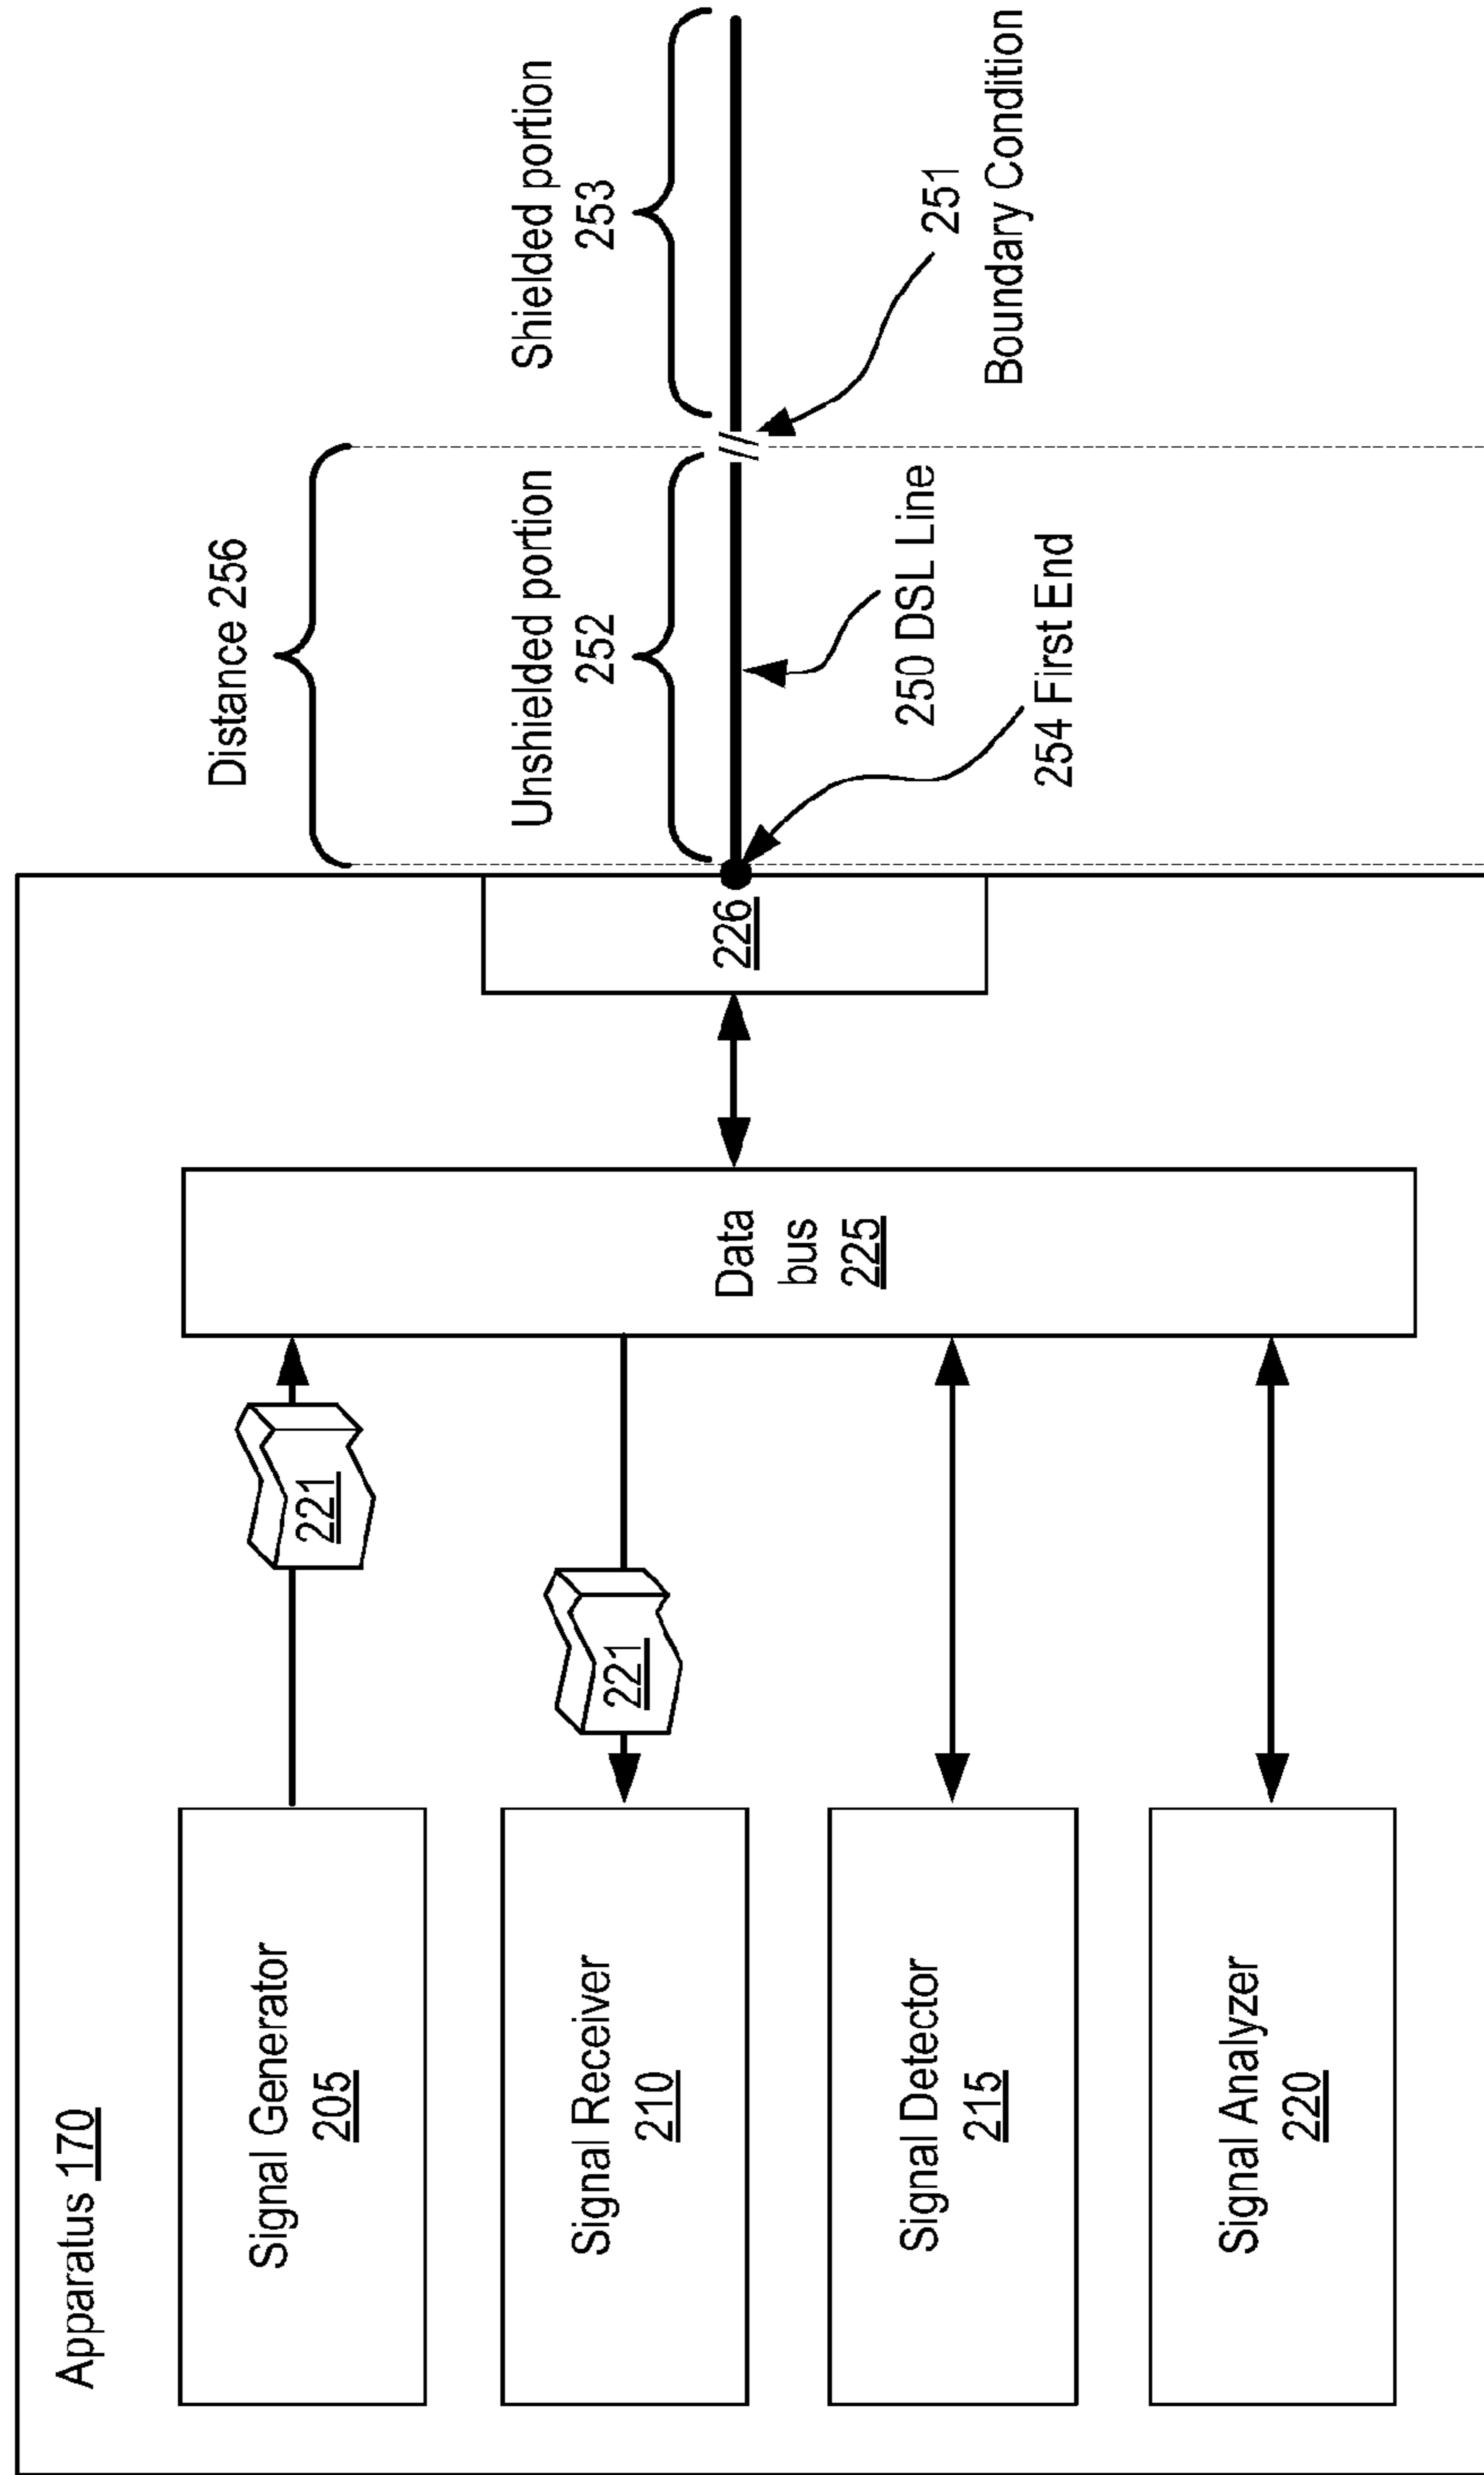 Apparatus 170
Signal Generator
205
Signal Receiver
210
Signal Detector
215
Signal Analyzer
220
221
221
Data
bus
225
226
Distance 256
Unshielded portion
252
Shielded portion
253
250 DSL Line
254 First End
251
Boundary Condition